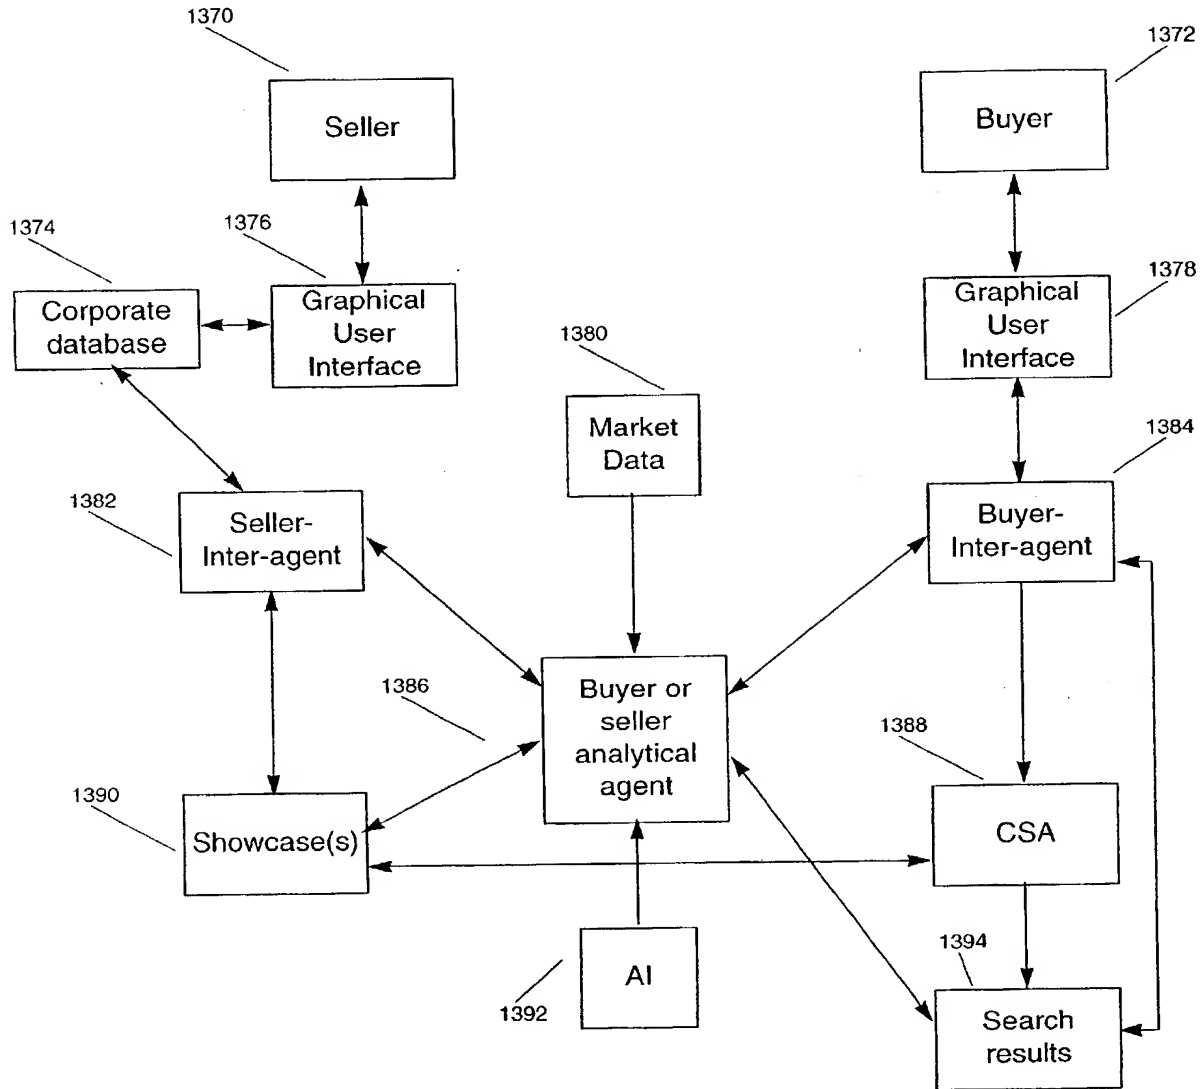 1370
1372
Seller
Buyer
1374
1376
1378
Corporate
database
Graphical
User
Interface
Graphical
User
Interface
1380
Market
Data
1384
1382
Seller-
Inter-agent
Buyer-
Inter-agent
1386
Buyer or
seller
analytical
agent
1388
1390
Showcase(s)
CSA
1392
AI
1394
Search
results